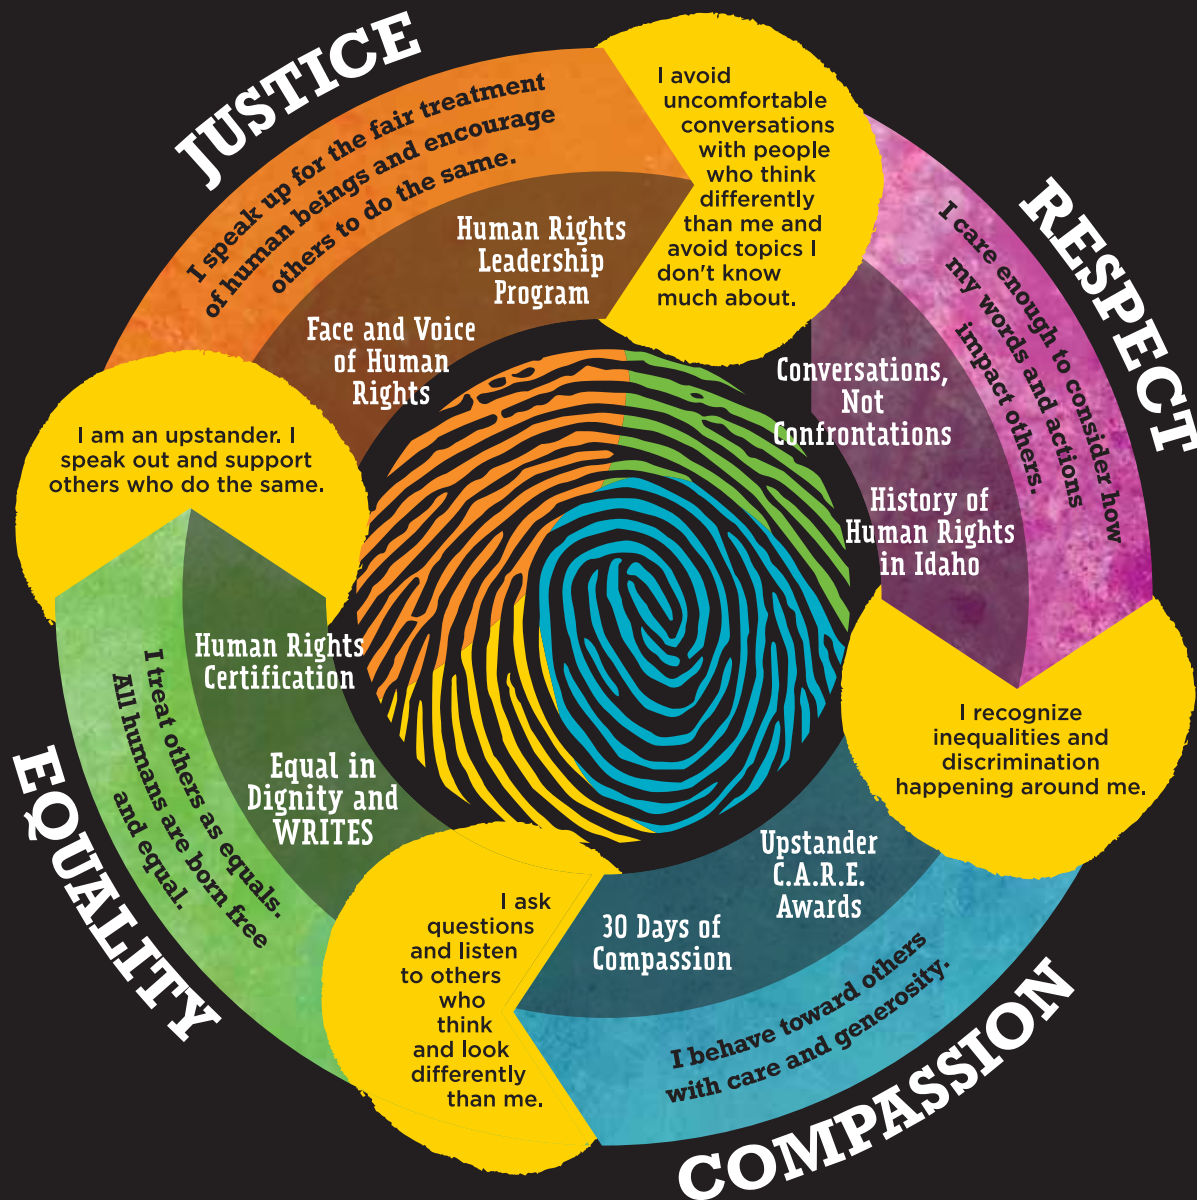 JUSTICE
I speak up for the fair treatment
of human beings and encourage
others to do the same.
Human Rights
Leadership
Program
Face and Voice
of Human
Rights
I avoid
uncomfortable
conversations
with people
who think
differently
than me and
avoid topics I
don't know
much about.
RESPECT
I care enough to consider how
my words and actions
impact others.
Conversations,
Not
Confrontations
History of
Human Rights
in Idaho
I recognize
inequalities and
discrimination
happening around me.
COMPASSION
I behave toward others
with care and generosity.
Upstander
C.A.R.E.
Awards
30 Days of
Compassion
I ask
questions
and listen
to others
who
think
and look
differently
than me.
EQUALITY
I treat others as equals.
All humans are born free
and equal.
Equal in
Dignity and
WRITES
Human Rights
Certification
I am an upstander. I
speak out and support
others who do the same.